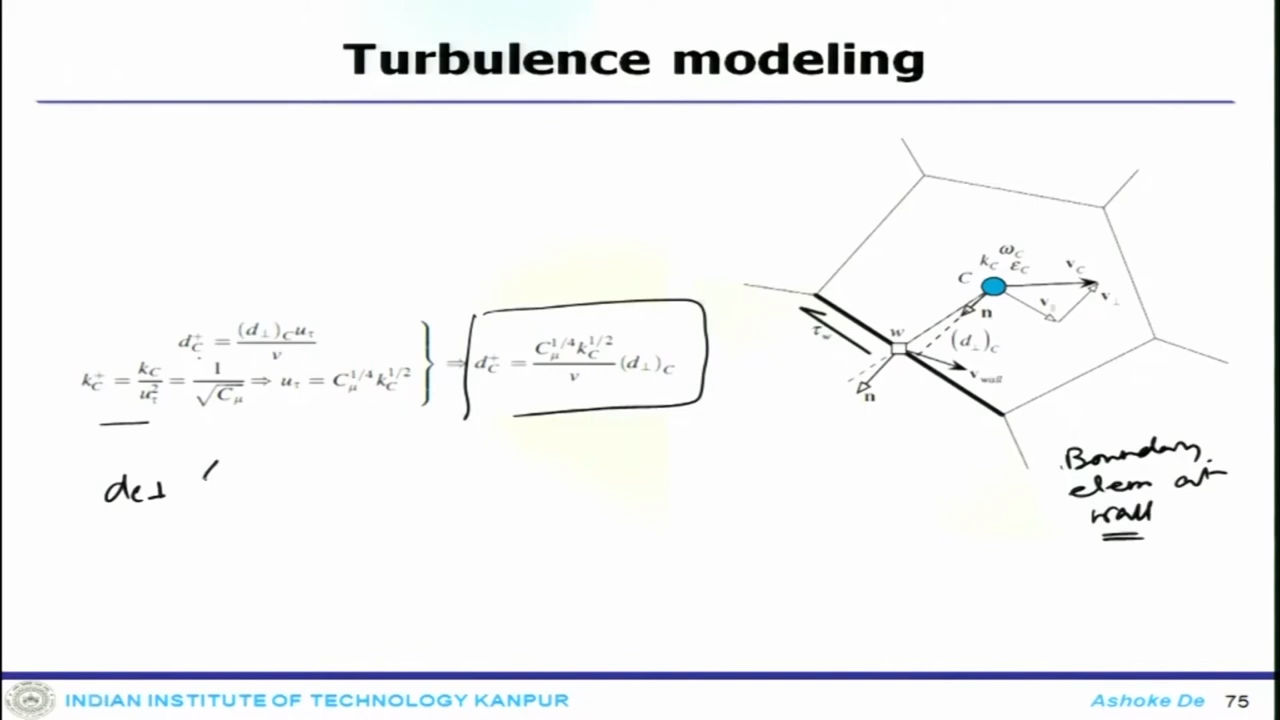 Turbulence modeling
d_C^+ = (d_⊥)_C u_τ / ν
k_C^+ = k_C / u_τ^2 = 1 / √C_μ ⇒ u_τ = C_μ^{1/4} k_C^{1/2}
} ⇒ d_C^+ = C_μ^{1/4} k_C^{1/2} / ν (d_⊥)_C
ω_C
k_C ε_C
C
v_C
v_∥
v_⊥
n
τ_w
w
(d_⊥)_C
v_wall
n
Boundary
elem at
wall
INDIAN INSTITUTE OF TECHNOLOGY KANPUR
Ashoke De 75